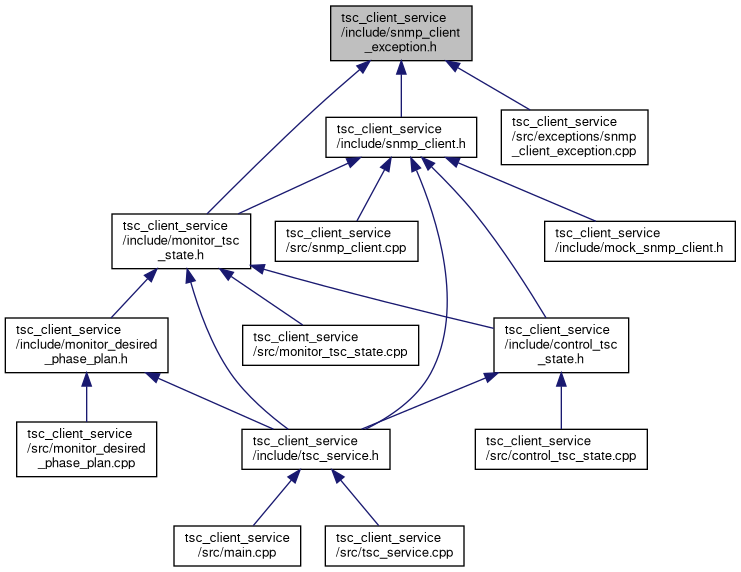 tsc_client_service
/include/snmp_client
_exception.h
tsc_client_service
/include/snmp_client.h
tsc_client_service
/src/exceptions/snmp
_client_exception.cpp
tsc_client_service
/include/monitor_tsc
_state.h
tsc_client_service
/src/snmp_client.cpp
tsc_client_service
/include/mock_snmp_client.h
tsc_client_service
/include/monitor_desired
_phase_plan.h
tsc_client_service
/src/monitor_tsc_state.cpp
tsc_client_service
/include/control_tsc
_state.h
tsc_client_service
/src/monitor_desired
_phase_plan.cpp
tsc_client_service
/include/tsc_service.h
tsc_client_service
/src/control_tsc_state.cpp
tsc_client_service
/src/main.cpp
tsc_client_service
/src/tsc_service.cpp